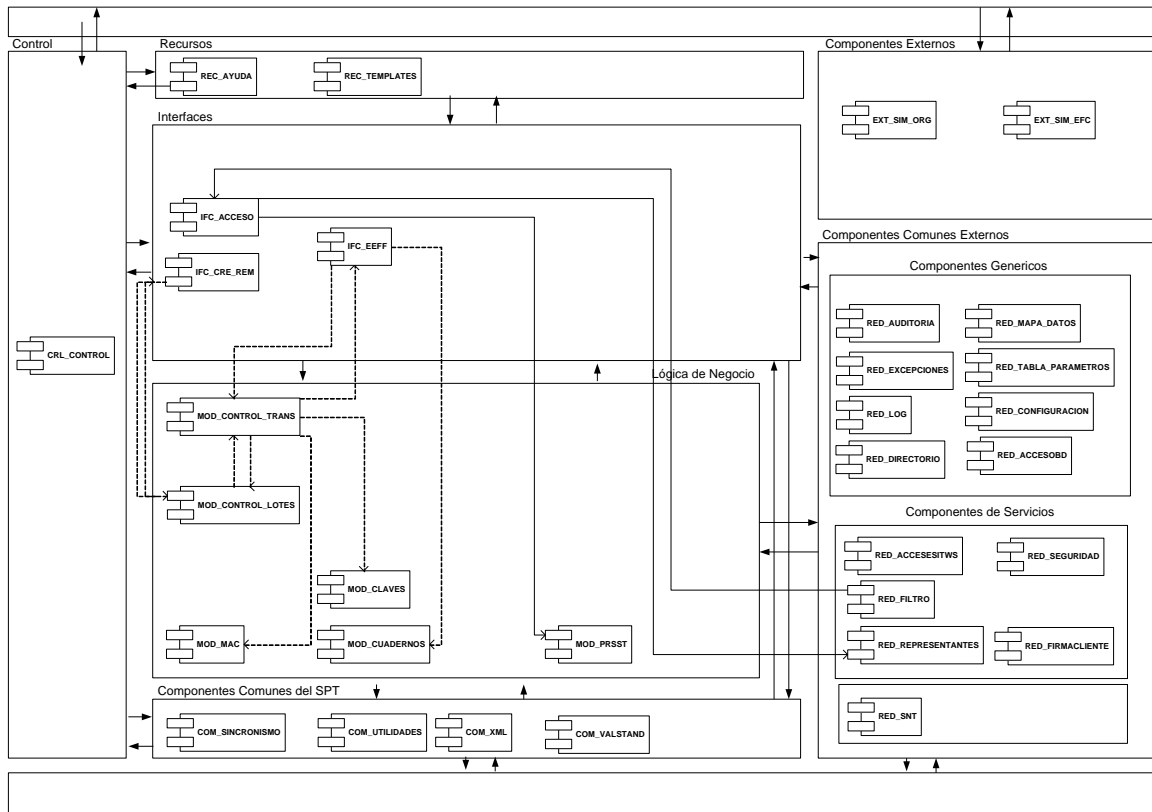 Control
Recursos
Componentes Externos
REC_AYUDA
REC_TEMPLATES
EXT_SIM_ORG
EXT_SIM_EFC
Interfaces
IFC_ACCESO
IFC_EEFF
IFC_CRE_REM
CRL_CONTROL
Componentes Comunes Externos
Componentes Genericos
RED_AUDITORIA
RED_MAPA_DATOS
RED_EXCEPCIONES
RED_TABLA_PARAMETROS
RED_LOG
RED_CONFIGURACION
RED_DIRECTORIO
RED_ACCESOBD
Lógica de Negocio
MOD_CONTROL_TRANS
MOD_CONTROL_LOTES
MOD_CLAVES
MOD_MAC
MOD_CUADERNOS
MOD_PRSST
Componentes de Servicios
RED_ACCESESITWS
RED_SEGURIDAD
RED_FILTRO
RED_REPRESENTANTES
RED_FIRMACLIENTE
RED_SNT
Componentes Comunes del SPT
COM_SINCRONISMO
COM_UTILIDADES
COM_XML
COM_VALSTAND